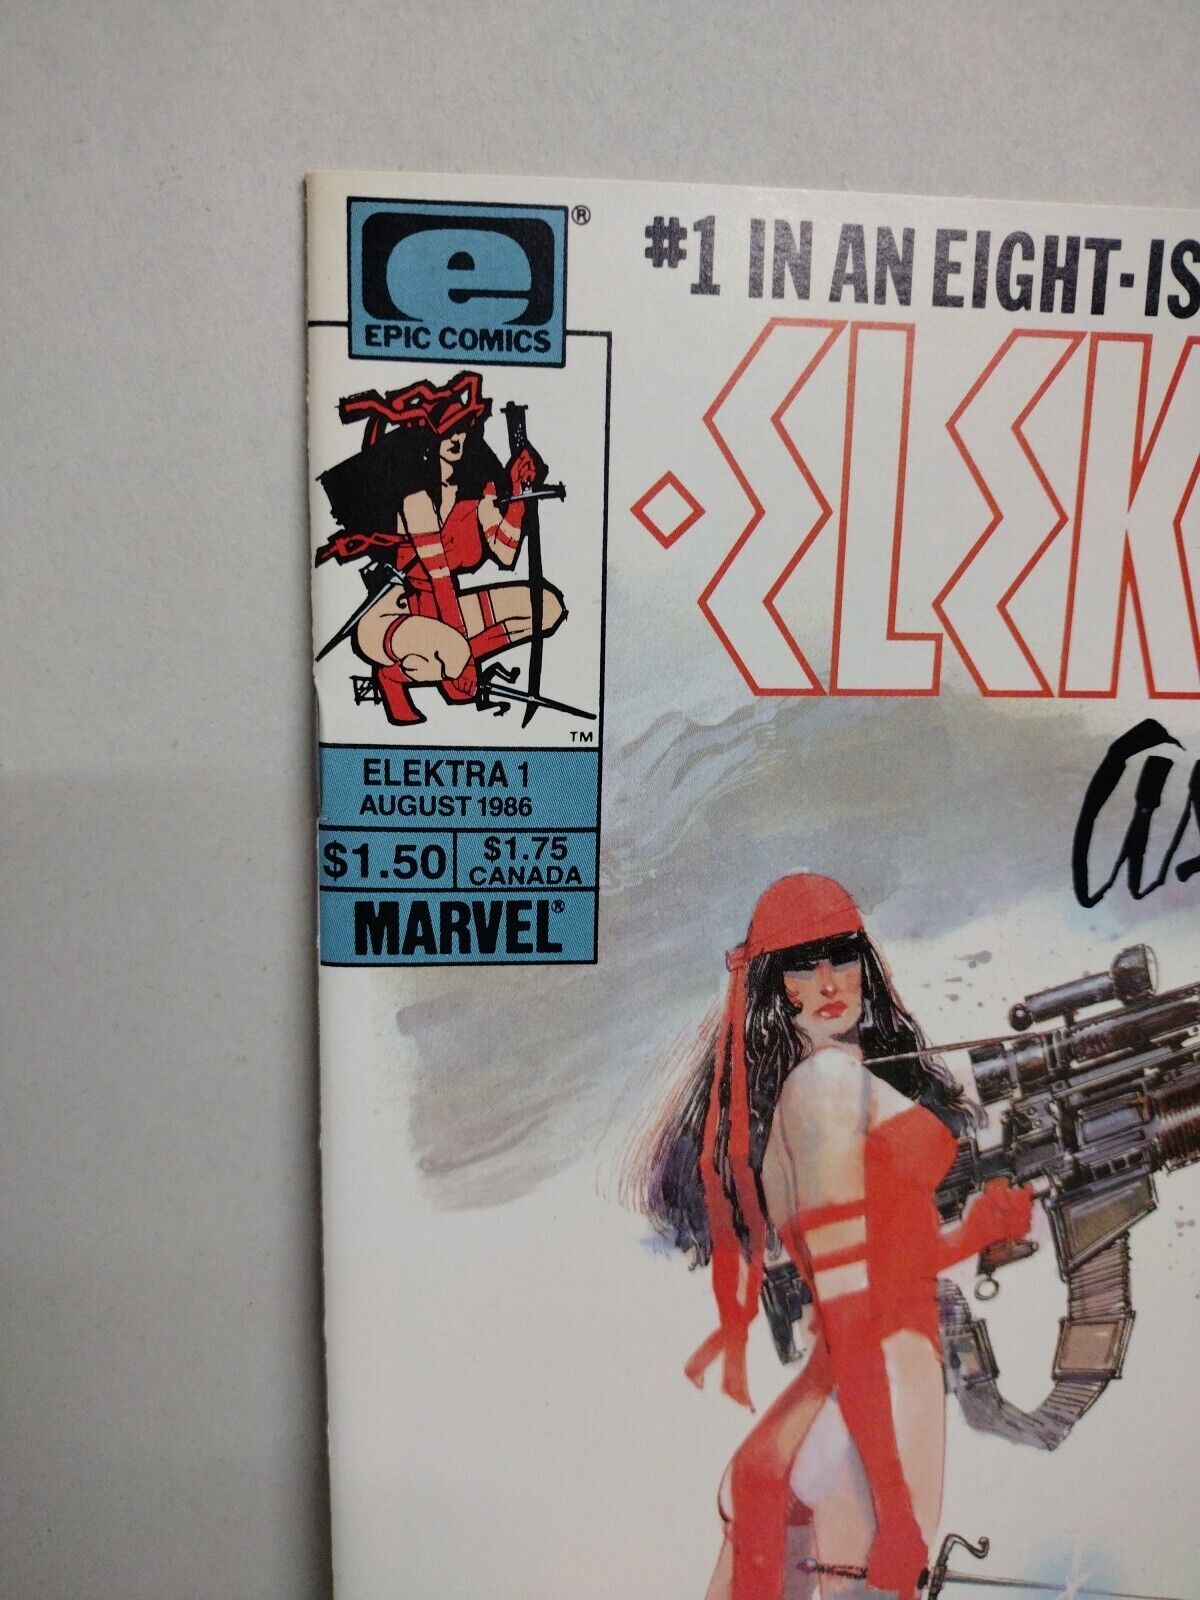 e ®
EPIC COMICS
#1 IN AN EIGHT-IS
ELEK
TM
ELEKTRA 1
AUGUST 1986
$1.50
$1.75
CANADA
MARVEL®